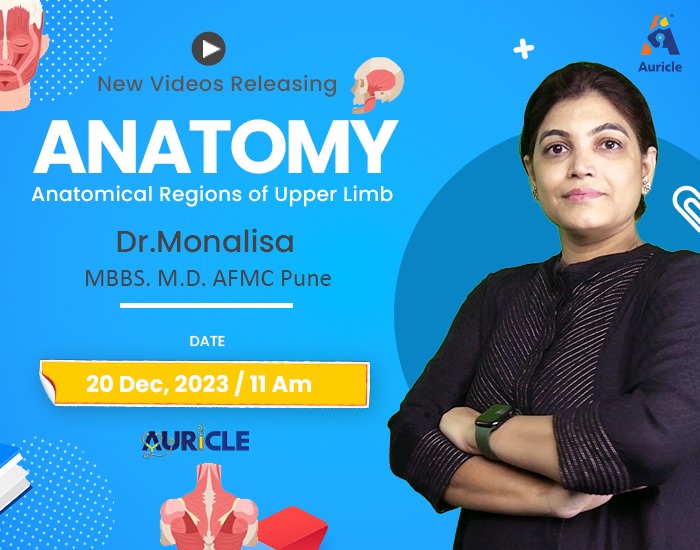 Auricle
New Videos Releasing
ANATOMY
Anatomical Regions of Upper Limb
Dr.Monalisa
MBBS. M.D. AFMC Pune
DATE
20 Dec, 2023 / 11 Am
AURICLE